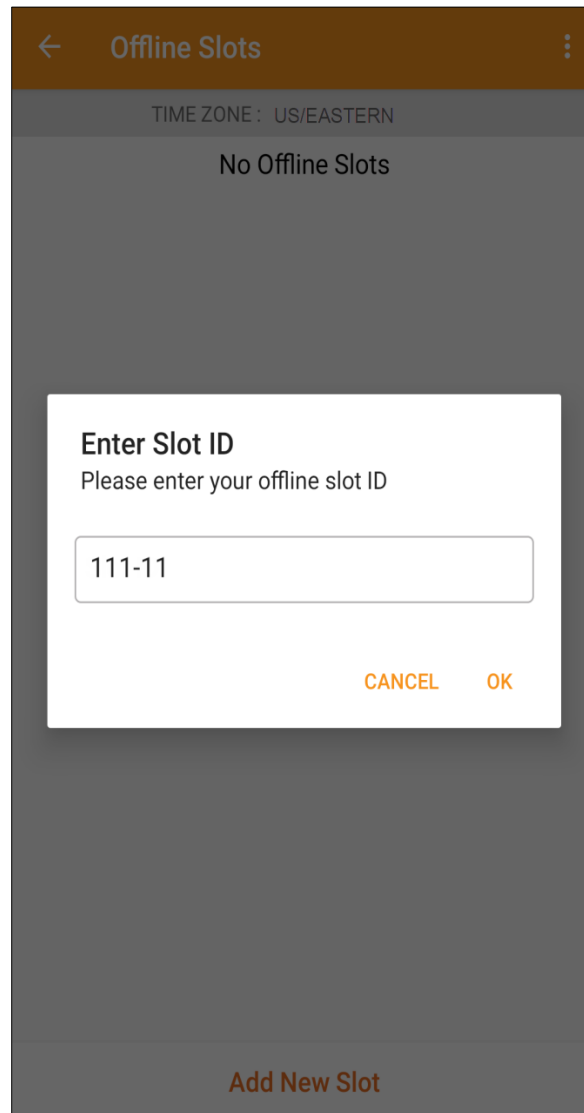 Offline Slots
TIME ZONE : US/EASTERN
No Offline Slots
Enter Slot ID
Please enter your offline slot ID
111-11
CANCEL OK
Add New Slot